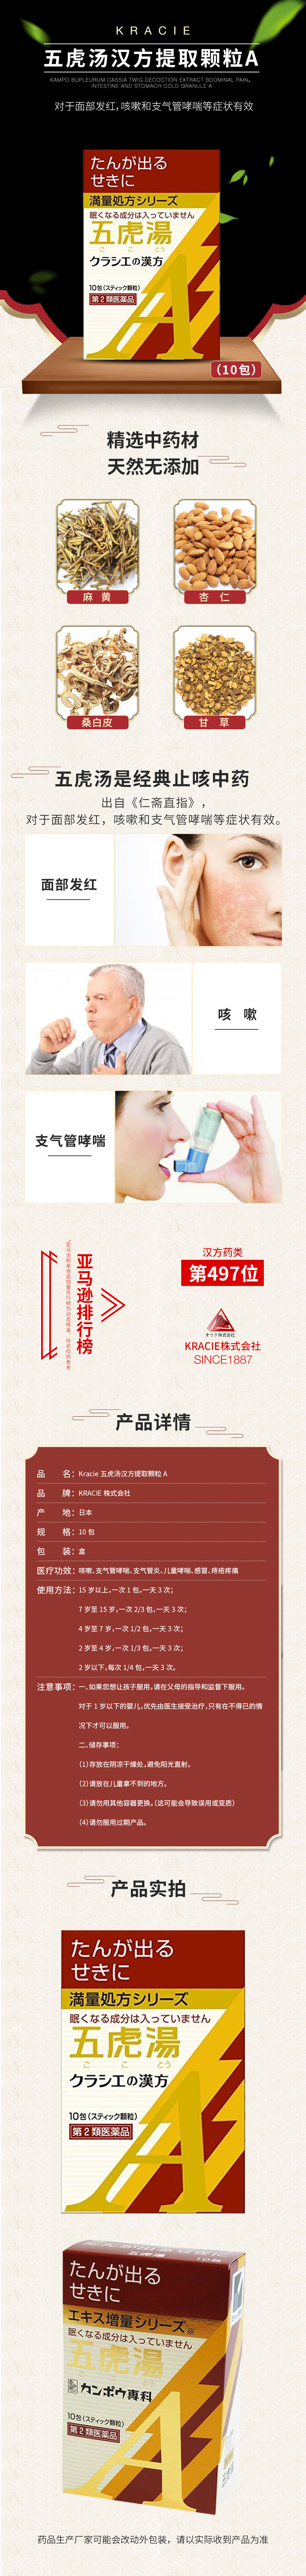 KRACIE
五虎汤汉方提取颗粒A
KAMPO BUPLEURUM CASSIA TWIG DECOCTION EXTRACT BDOMINAL PAIN,
INTESTINE AND STOMACH COLD GRANULE A
对于面部发红,咳嗽和支气管哮喘等症状有效
たんが出る
せきに
満量処方シリーズ
眠くなる成分は入っていません
五虎湯
ご こ とう
クラシエの漢方
10包(スティック顆粒)
第2類医薬品
A
(10包)
精选中药材
天然无添加
麻 黄
杏 仁
桑白皮
甘 草
五虎汤是经典止咳中药
出自《仁斋直指》,
对于面部发红,咳嗽和支气管哮喘等症状有效。
面部发红
咳 嗽
支气管哮喘
亚马逊排行榜
汉方药类
第497位
オウク株式会社
KRACIE株式会社
SINCE1887
产品详情
品 名: Kracie 五虎汤汉方提取颗粒 A
品 牌: KRACIE 株式会社
产 地: 日本
规 格: 10 包
包 装: 盒
医疗功效: 咳嗽、支气管哮喘、支气管炎、儿童哮喘、感冒、痔疮疼痛
使用方法: 15 岁以上,一次 1 包,一天 3 次;
7 岁至 15 岁,一次 2/3 包,一天 3 次;
4 岁至 7 岁,一次 1/2 包,一天 3 次;
2 岁至 4 岁,一次 1/3 包,一天 3 次;
2 岁以下,每次 1/4 包,一天 3 次。
注意事项: 一、如果您想让孩子服用,请在父母的指导和监督下服用。
对于 1 岁以下的婴儿,优先由医生接受治疗,只有在不得已的情
况下才可以服用。
二、储存事项:
(1)存放在阴凉干燥处,避免阳光直射。
(2)请放在儿童拿不到的地方。
(3)请勿用其他容器更换。(这可能会导致误用或变质)
(4)请勿服用过期产品。
产品实拍
たんが出る
せきに
満量処方シリーズ
眠くなる成分は入っていません
五虎湯
ご こ とう
クラシエの漢方
10包(スティック顆粒)
第2類医薬品
A
五虎湯
10包
たんが出る
せきに
エキス増量シリーズ※
眠くなる成分は入っていません
五虎湯
カンポウ専科
10包(スティック顆粒)
第2類医薬品
A
药品生产厂家可能会改动外包装,请以实际收到产品为准